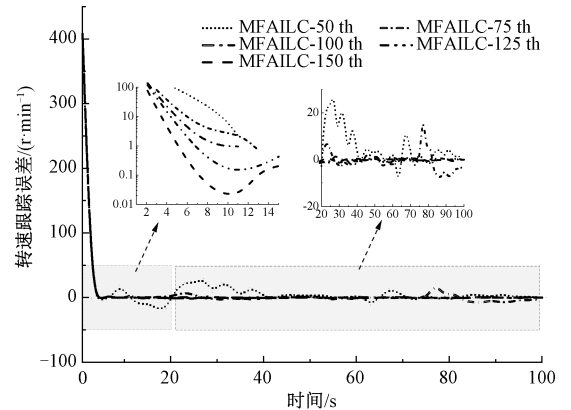 MFAILC-50 th MFAILC-75 th
MFAILC-100 th MFAILC-125 th
MFAILC-150 th
450
400
300
200
100
0
−100
转速跟踪误差/(r·min⁻¹)
100
10
1
0.1
0.01
2 4 6 8 10 12 14
20
0
-20
20 30 40 50 60 70 80 90 100
0 20 40 60 80 100
时间/s